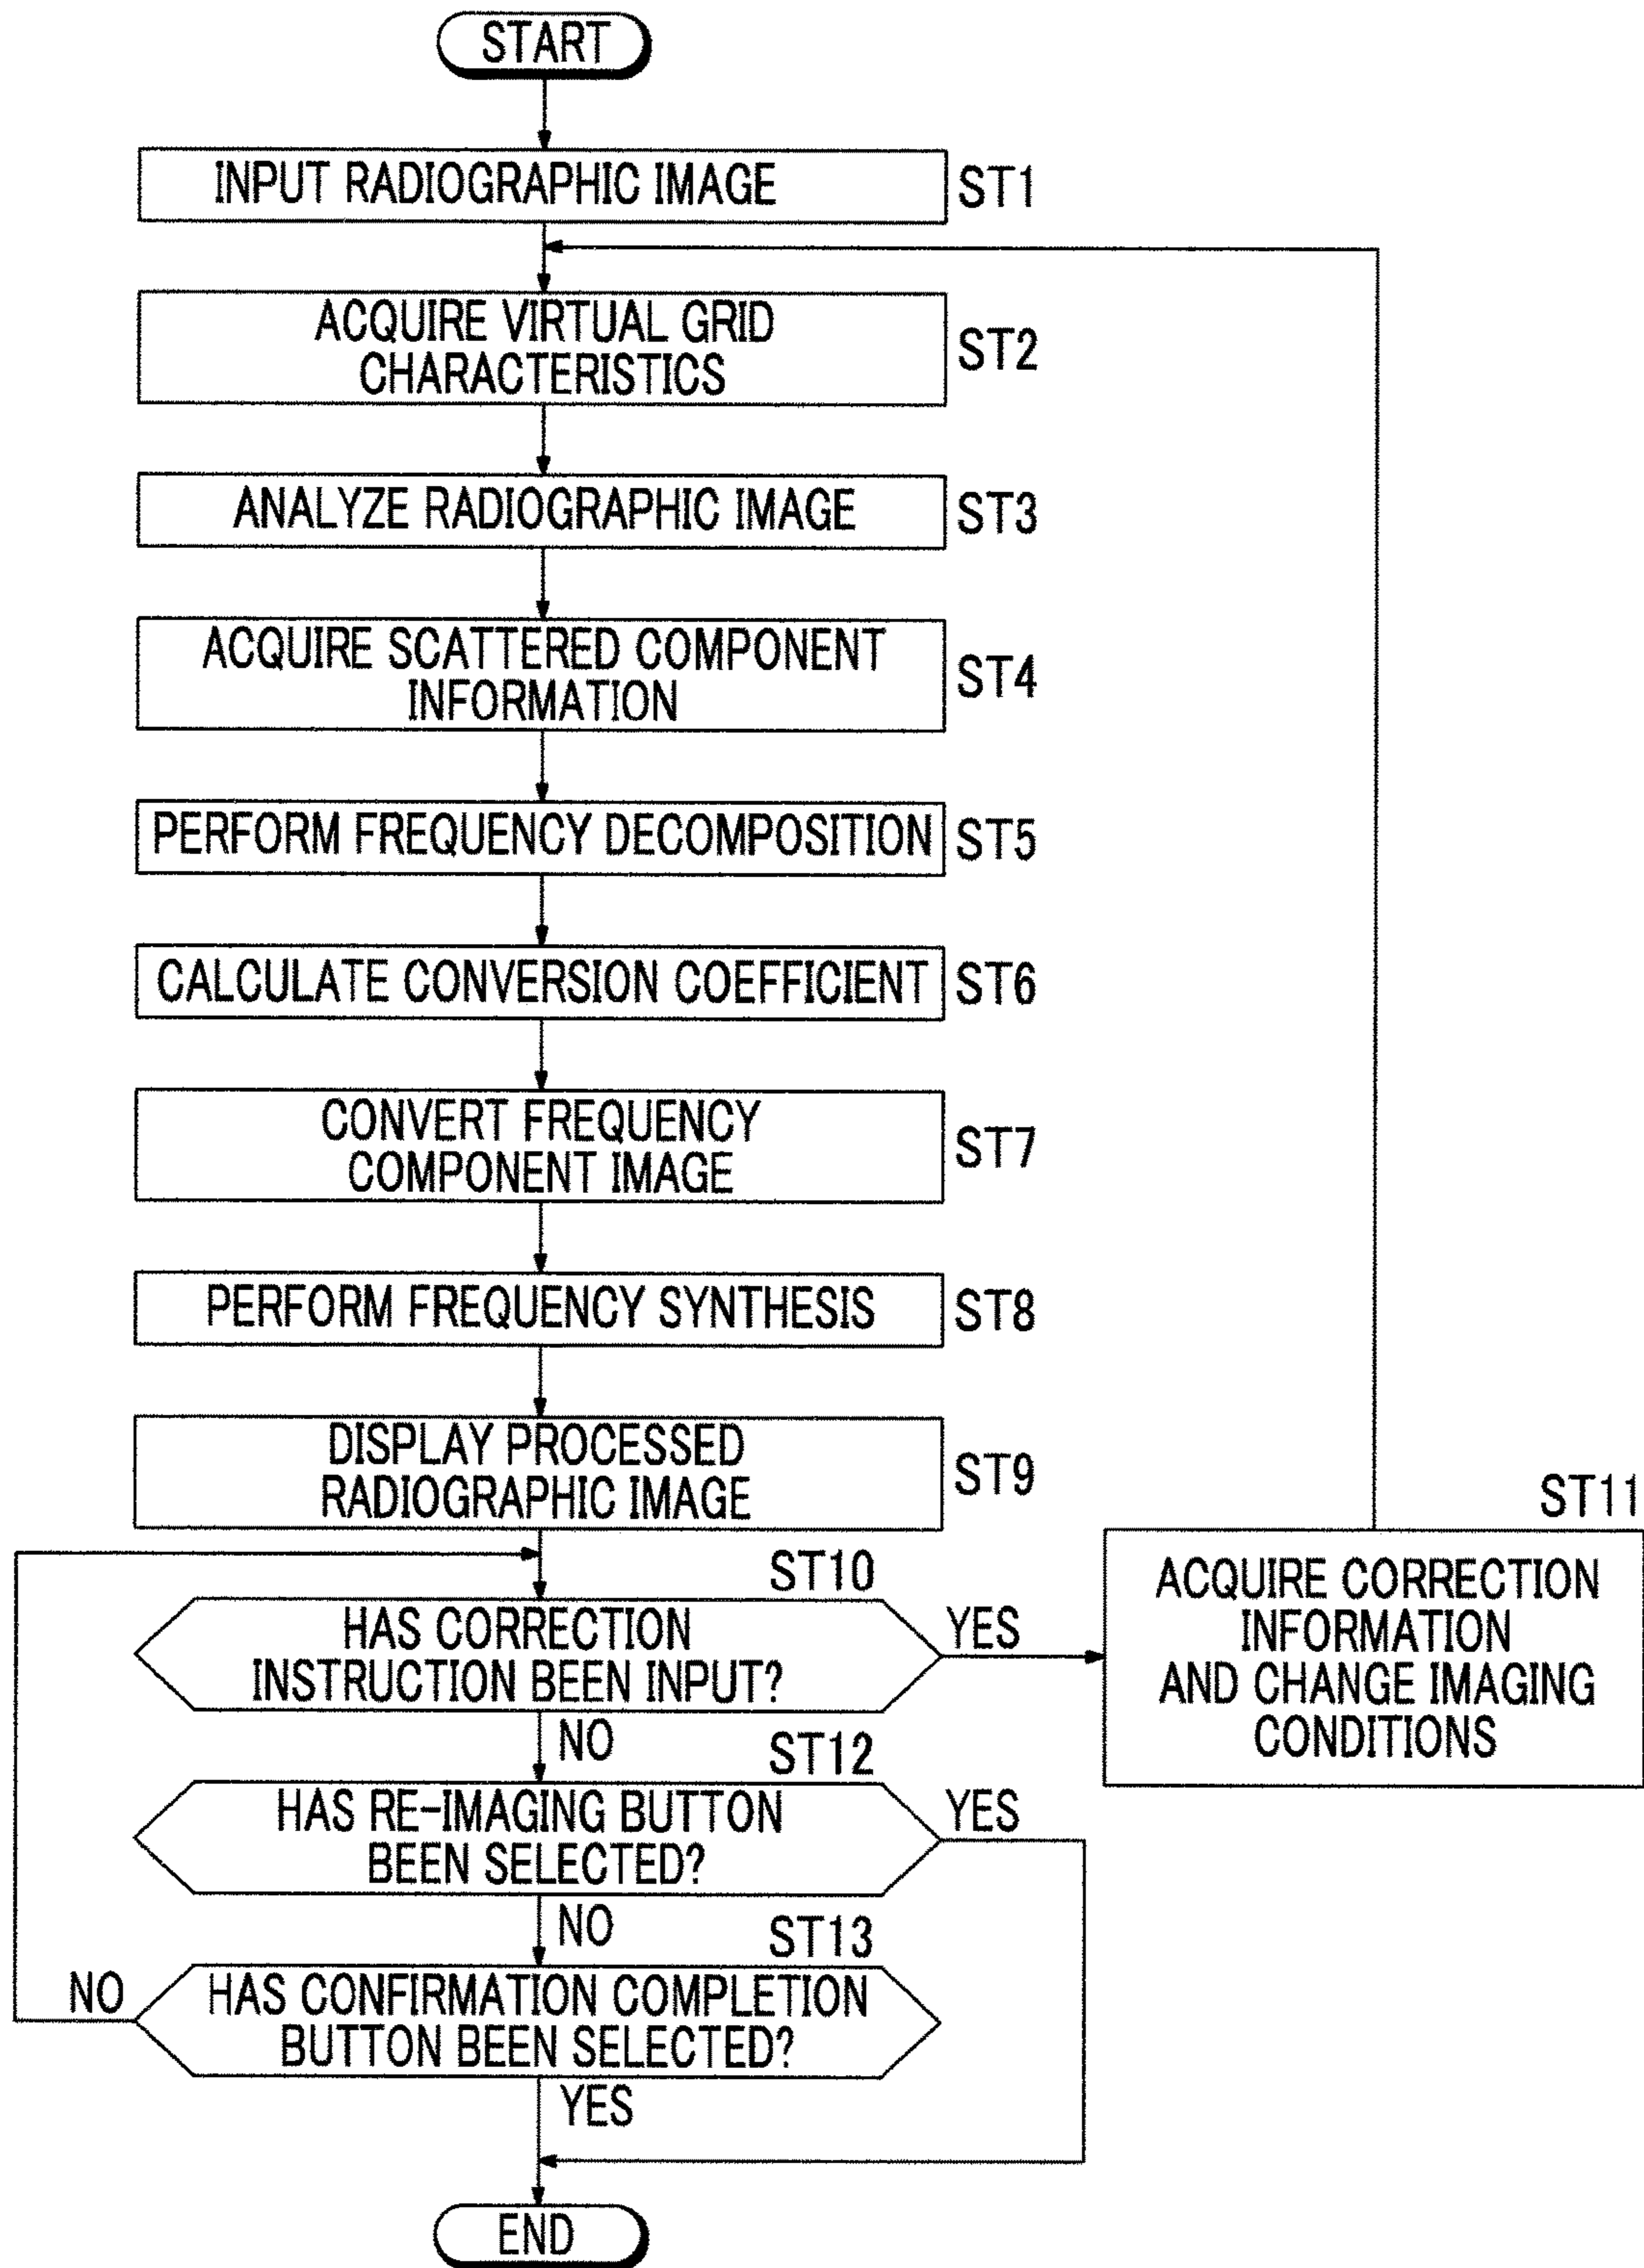 START
INPUT RADIOGRAPHIC IMAGE
ST1
ACQUIRE VIRTUAL GRID
CHARACTERISTICS
ST2
ANALYZE RADIOGRAPHIC IMAGE
ST3
ACQUIRE SCATTERED COMPONENT
INFORMATION
ST4
PERFORM FREQUENCY DECOMPOSITION
ST5
CALCULATE CONVERSION COEFFICIENT
ST6
CONVERT FREQUENCY
COMPONENT IMAGE
ST7
PERFORM FREQUENCY SYNTHESIS
ST8
DISPLAY PROCESSED
RADIOGRAPHIC IMAGE
ST9
ST10
HAS CORRECTION
INSTRUCTION BEEN INPUT?
YES
ST11
ACQUIRE CORRECTION
INFORMATION
AND CHANGE IMAGING
CONDITIONS
NO
ST12
HAS RE-IMAGING BUTTON
BEEN SELECTED?
YES
NO
ST13
HAS CONFIRMATION COMPLETION
BUTTON BEEN SELECTED?
NO
YES
END